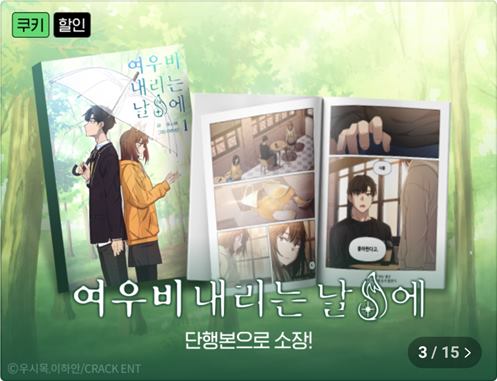 쿠키 할인
여우비
내리는
날에
1
좋아한다고.
여우비 내리는 날에
단행본으로 소장!
3 / 15 >
©우시목,이하안/CRACK ENT